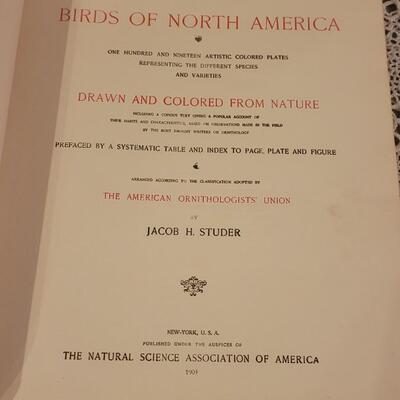 BIRDS OF NORTH AMERICA
ONE HUNDRED AND NINETEEN ARTISTIC COLORED PLATES
REPRESENTING THE DIFFERENT SPECIES
AND VARIETIES
DRAWN AND COLORED FROM NATURE
INCLUDING A COPIOUS TEXT GIVING A POPULAR ACCOUNT OF
THEIR HABITS AND CHARACTERISTICS, BASED ON OBSERVATIONS MADE IN THE FIELD
BY THE MOST WRITERS ON ORNITHOLOGY
PREFACED BY A SYSTEMATIC TABLE AND INDEX TO PAGE, PLATE AND FIGURE
ARRANGED ACCORDING TO THE CLASSIFICATION ADOPTED BY
THE AMERICAN ORNITHOLOGISTS' UNION
BY
JACOB H. STUDER
NEW-YORK, U. S. A.
PUBLISHED UNDER THE AUSPICES OF
THE NATURAL SCIENCE ASSOCIATION OF AMERICA
1903